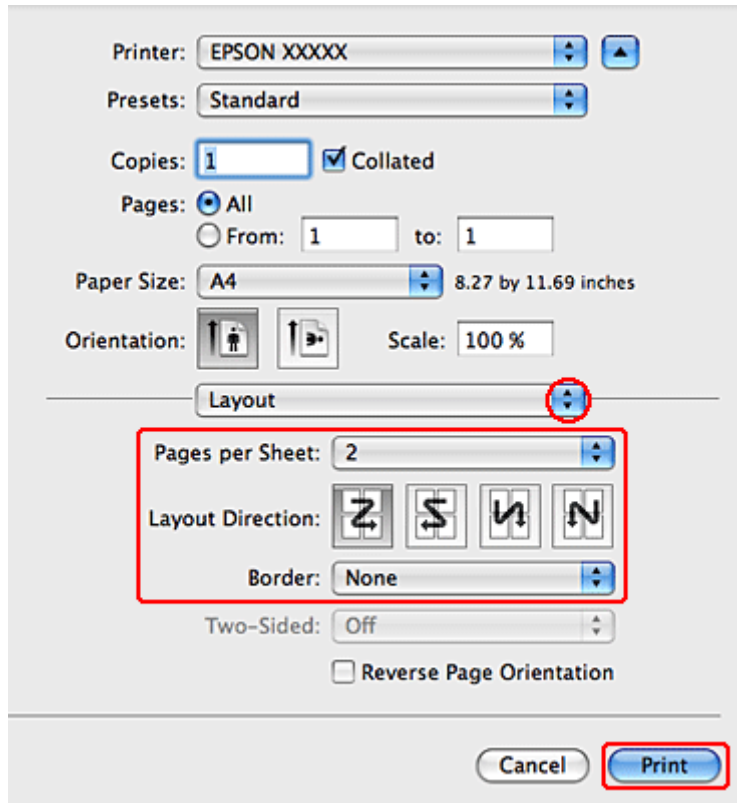 Printer: EPSON XXXXX
Presets: Standard
Copies: 1 Collated
Pages: All
From: 1 to: 1
Paper Size: A4 8.27 by 11.69 inches
Orientation: Scale: 100 %
Layout
Pages per Sheet: 2
Layout Direction:
Border: None
Two-Sided: Off
Reverse Page Orientation
Cancel Print